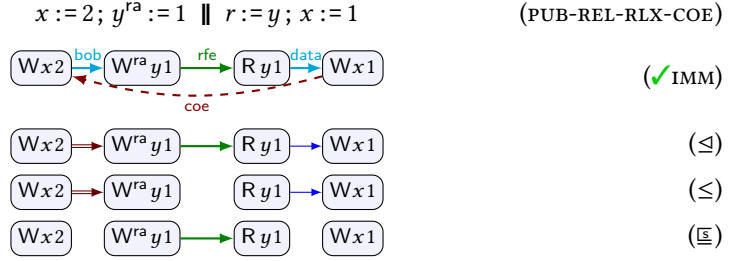 x := 2; y^ra := 1 ||| r := y; x := 1 (PUB-REL-RLX-COE)
Wx2 bob W^ra y1 rfe R y1 data Wx1 (✓IMM)
coe
Wx2 W^ra y1 R y1 Wx1 (⊴)
Wx2 W^ra y1 R y1 Wx1 (≤)
Wx2 W^ra y1 R y1 Wx1 (s)